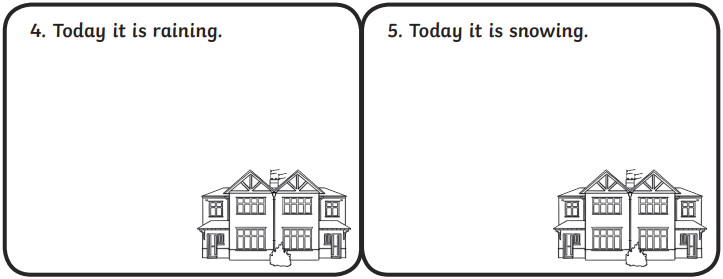 4. Today it is raining.
5. Today it is snowing.